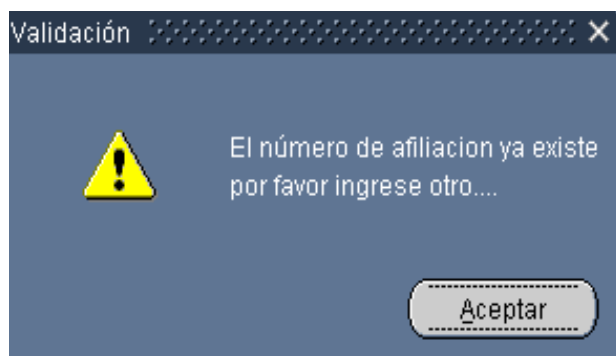 Validación
El número de afiliacion ya existe
por favor ingrese otro....
Aceptar